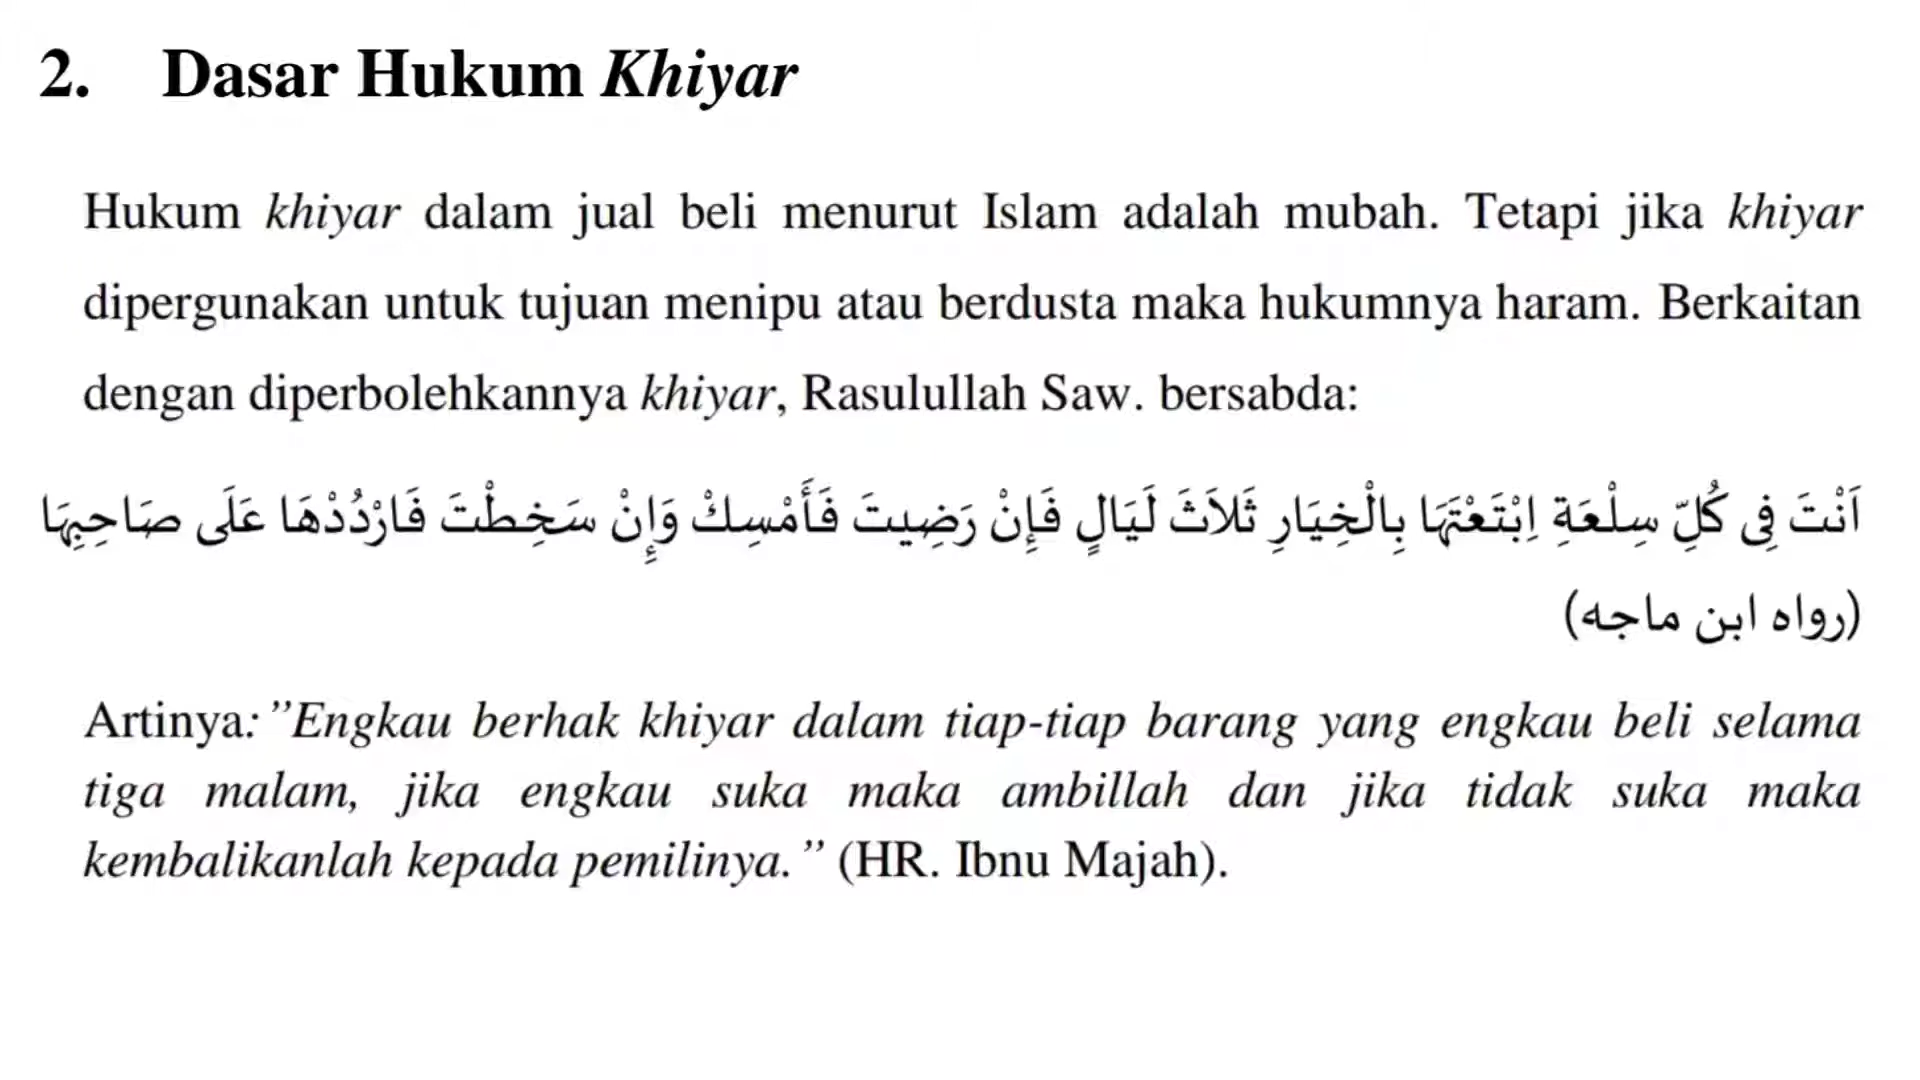 2. Dasar Hukum Khiyar
Hukum khiyar dalam jual beli menurut Islam adalah mubah. Tetapi jika khiyar
dipergunakan untuk tujuan menipu atau berdusta maka hukumnya haram. Berkaitan
dengan diperbolehkannya khiyar, Rasulullah Saw. bersabda:
اَنْتَ فِى كُلِّ سِلْعَةِ اِبْتَعْتَهَا بِالْخِيَارِ ثَلاَثَ لَيَالٍ فَإِنْ رَضِيتَ فَأَمْسِكْ وَإِنْ سَخِطْتَ فَارْدُدْهَا عَلَى صَاحِبِهَا
(رواه ابن ماجه)
Artinya:”Engkau berhak khiyar dalam tiap-tiap barang yang engkau beli selama
tiga malam, jika engkau suka maka ambillah dan jika tidak suka maka
kembalikanlah kepada pemilinya.” (HR. Ibnu Majah).